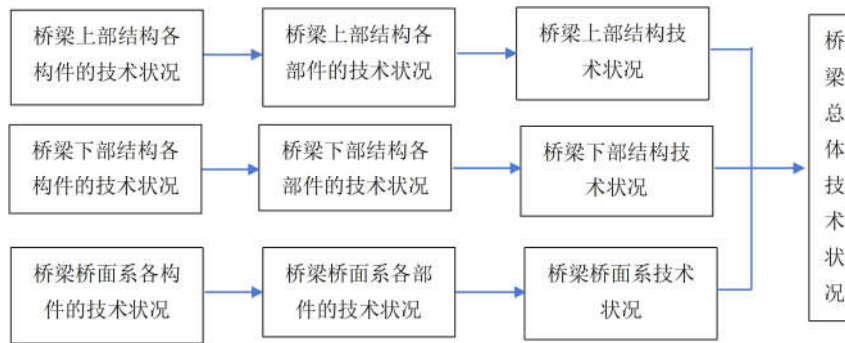 桥梁上部结构各
构件的技术状况
桥梁上部结构各
部件的技术状况
桥梁上部结构技
术状况
桥梁下部结构各
构件的技术状况
桥梁下部结构各
部件的技术状况
桥梁下部结构技
术状况
桥梁桥面系各构
件的技术状况
桥梁桥面系各部
件的技术状况
桥梁桥面系技术
状况
桥
梁
总
体
技
术
状
况